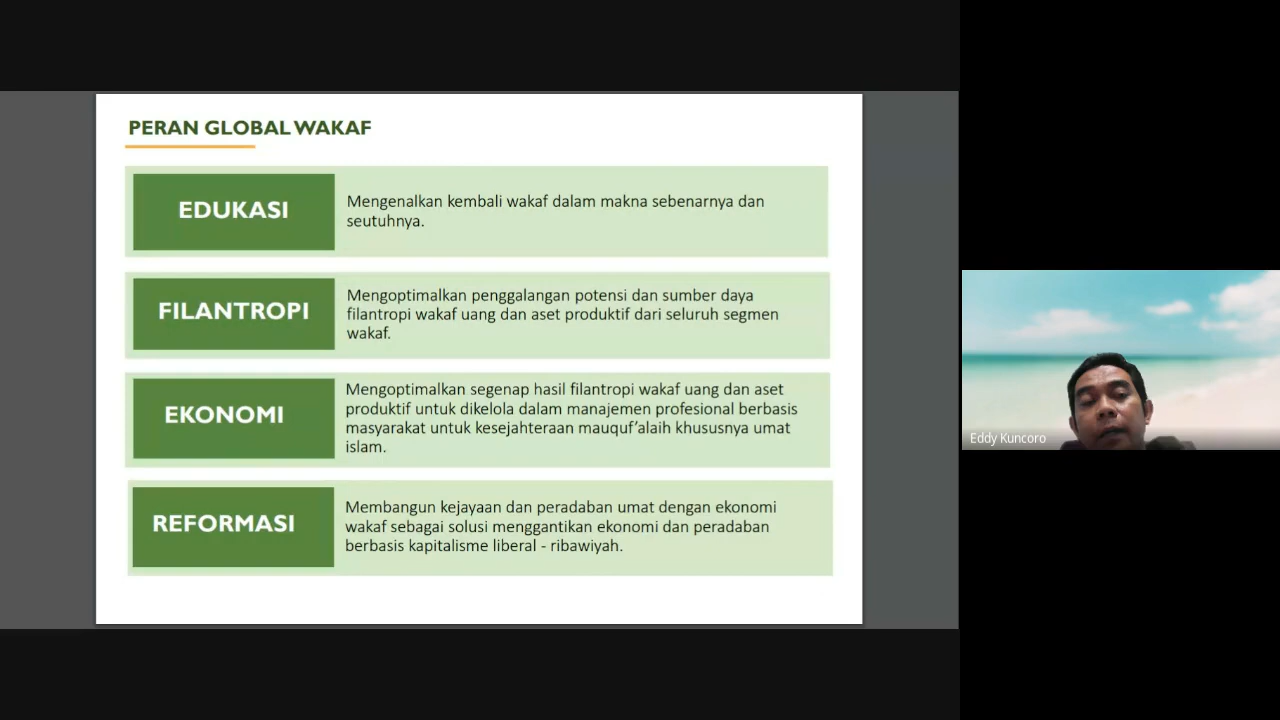 PERAN GLOBAL WAKAF
EDUKASI
Mengenalkan kembali wakaf dalam makna sebenarnya dan
seutuhnya.
FILANTROPI
Mengoptimalkan penggalangan potensi dan sumber daya
filantropi wakaf uang dan aset produktif dari seluruh segmen
wakaf.
EKONOMI
Mengoptimalkan segenap hasil filantropi wakaf uang dan aset
produktif untuk dikelola dalam manajemen profesional berbasis
masyarakat untuk kesejahteraan mauquf’alaih khususnya umat
islam.
REFORMASI
Membangun kejayaan dan peradaban umat dengan ekonomi
wakaf sebagai solusi menggantikan ekonomi dan peradaban
berbasis kapitalisme liberal - ribawiyah.
Eddy Kuncoro